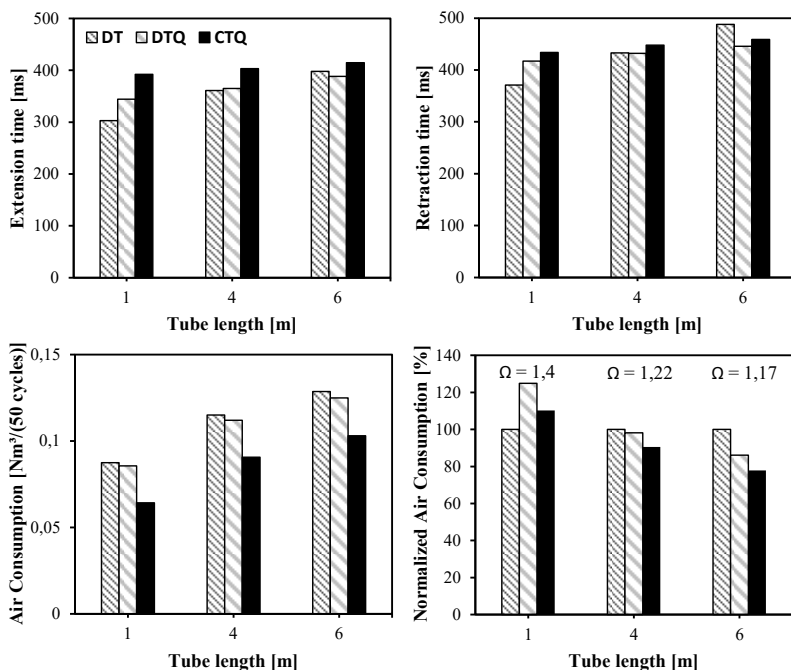 500
400
300
200
100
0
Extension time [ms]
DT DTQ CTQ
1 4 6
Tube length [m]
500
400
300
200
100
0
Retraction time [ms]
1 4 6
Tube length [m]
0,15
0,1
0,05
0
Air Consumption [Nm³/(50 cycles)]
1 4 6
Tube length [m]
140
120
100
80
60
40
20
0
Normalized Air Consumption [%]
Ω = 1,4 Ω = 1,22 Ω = 1,17
1 4 6
Tube length [m]